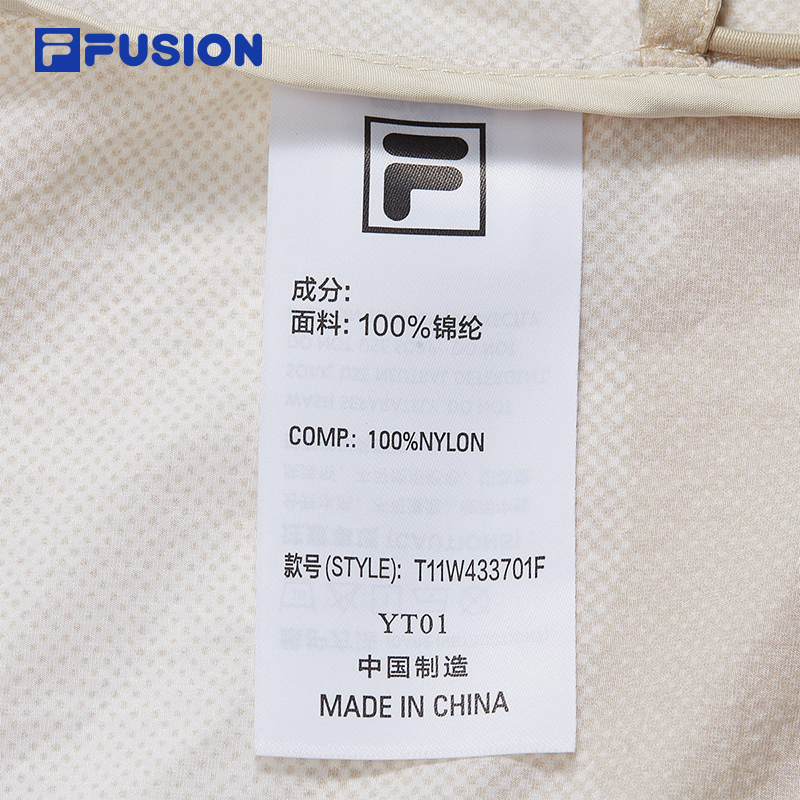 FUSION
成分:
面料: 100%锦纶
COMP.: 100%NYLON
款号(STYLE): T11W433701F
YT01
中国制造
MADE IN CHINA